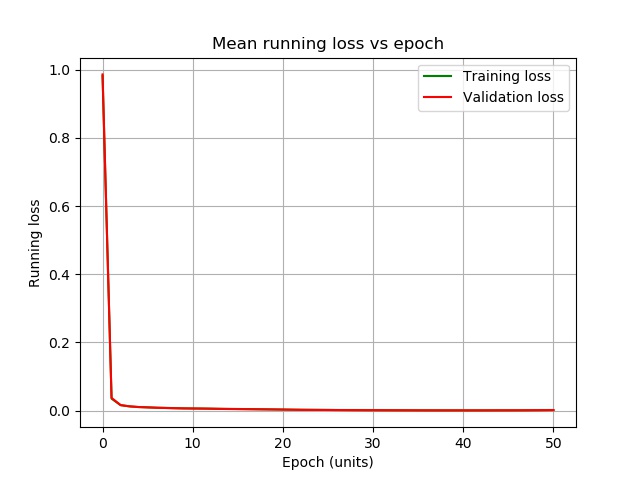 Mean running loss vs epoch
Training loss
Validation loss
Running loss
1.0
0.8
0.6
0.4
0.2
0.0
0 10 20 30 40 50
Epoch (units)